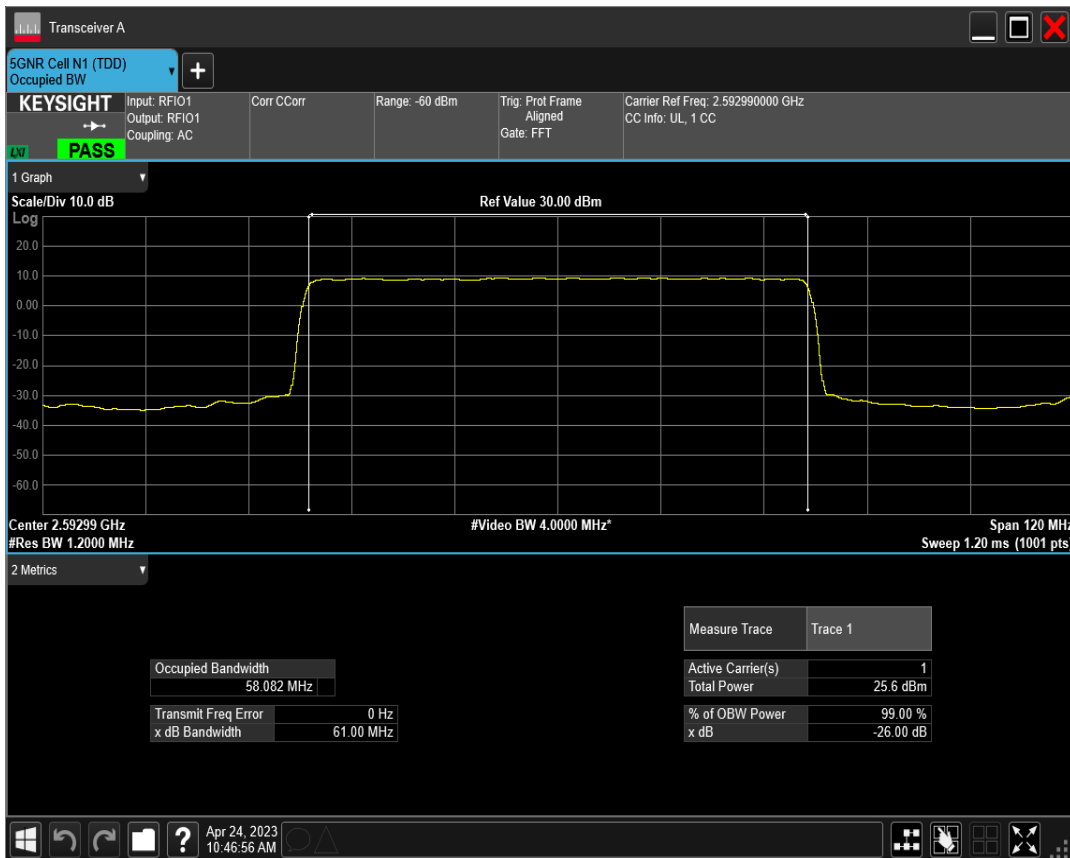 Transceiver A
5GNR Cell N1 (TDD)
Occupied BW
KEYSIGHT
LXI
PASS
Input: RFIO1
Output: RFIO1
Coupling: AC
Corr CCorr
Range: -60 dBm
Trig: Prot Frame
Aligned
Gate: FFT
Carrier Ref Freq: 2.592990000 GHz
CC Info: UL, 1 CC
1 Graph
Scale/Div 10.0 dB
Ref Value 30.00 dBm
Log
20.0
10.0
0.00
-10.0
-20.0
-30.0
-40.0
-50.0
-60.0
Center 2.59299 GHz
#Video BW 4.0000 MHz*
Span 120 MHz
#Res BW 1.2000 MHz
Sweep 1.20 ms (1001 pts)
2 Metrics
Measure Trace Trace 1
Occupied Bandwidth
58.082 MHz
Active Carrier(s) 1
Total Power 25.6 dBm
Transmit Freq Error 0 Hz
x dB Bandwidth 61.00 MHz
% of OBW Power 99.00 %
x dB -26.00 dB
?
Apr 24, 2023
10:46:56 AM